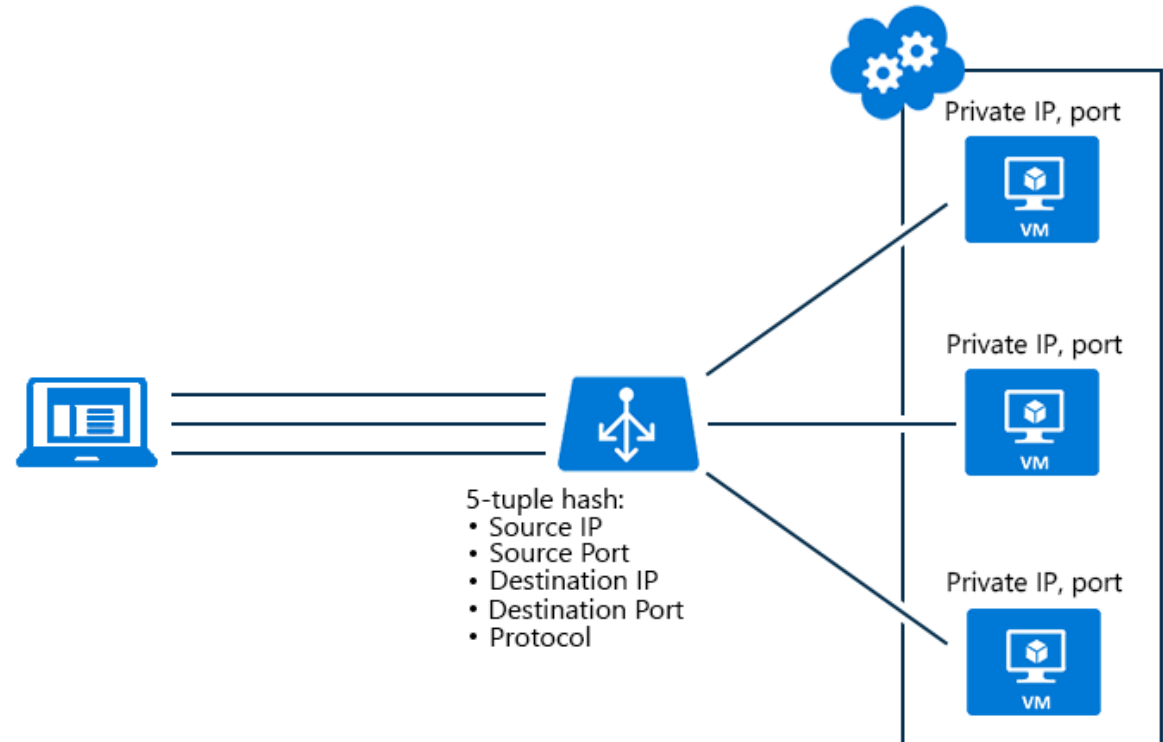 Private IP, port
VM
Private IP, port
VM
5-tuple hash:
• Source IP
• Source Port
• Destination IP
• Destination Port
• Protocol
Private IP, port
VM